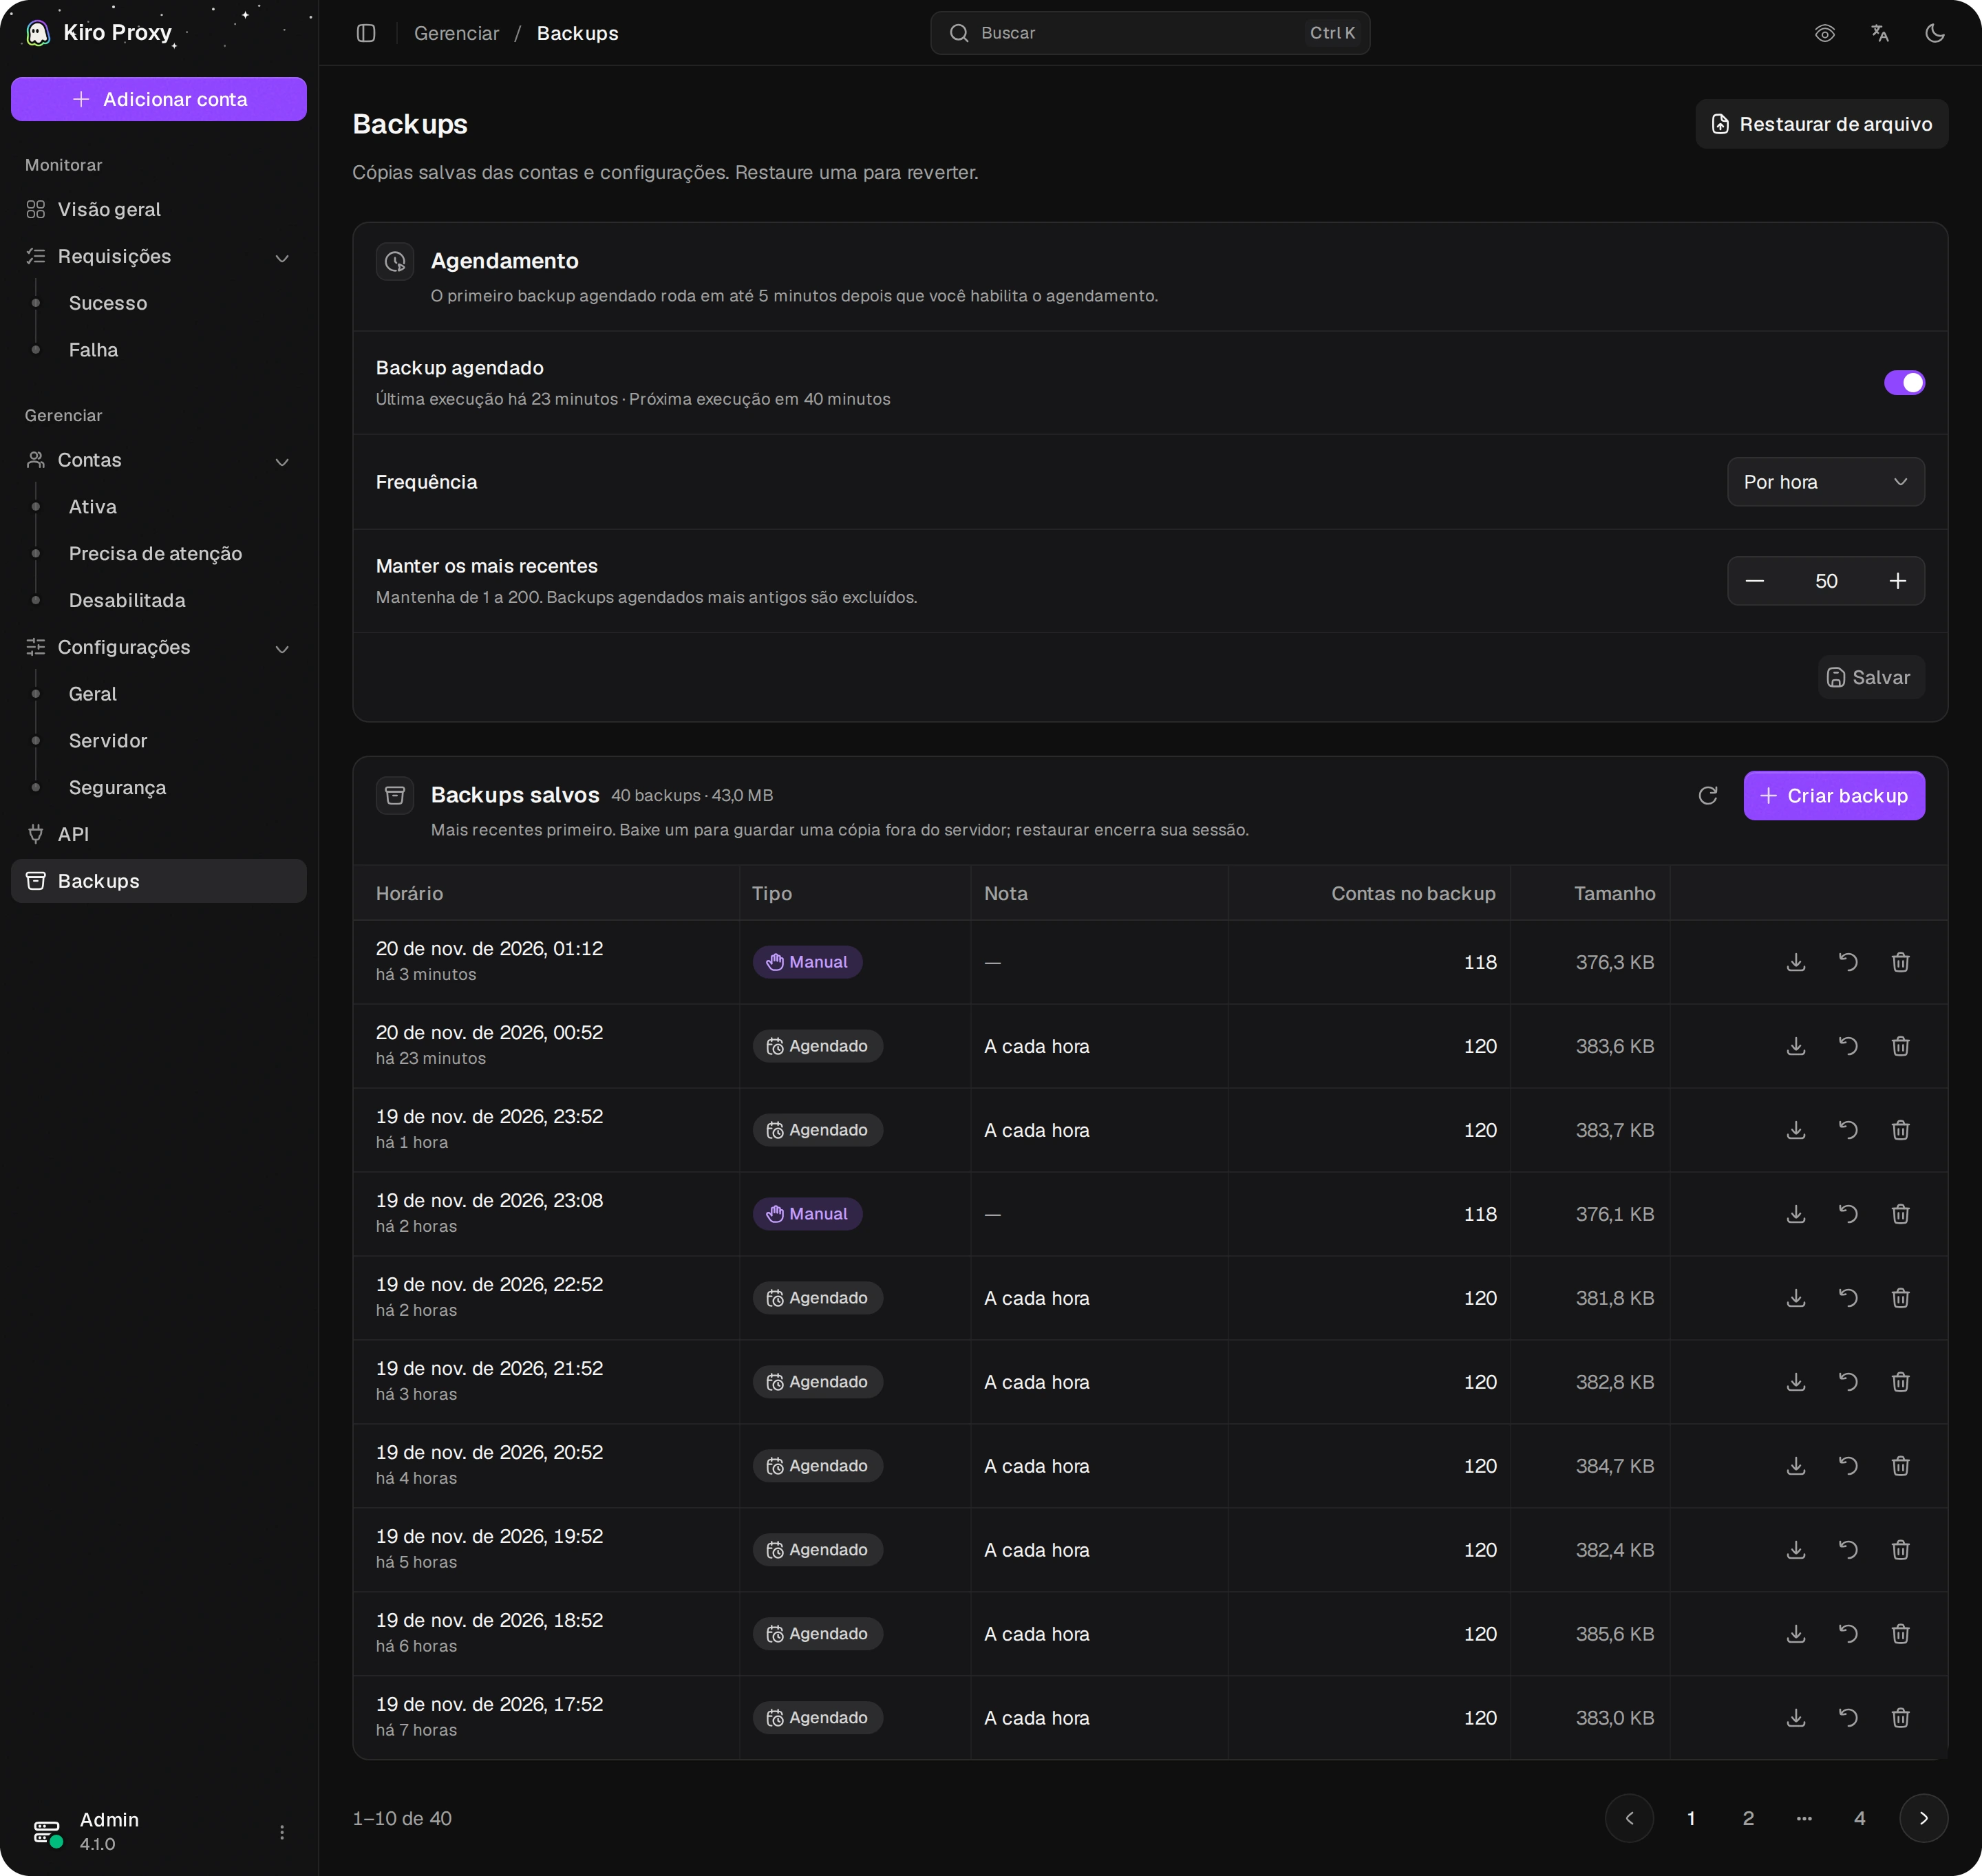 Kiro Proxy
Gerenciar / Backups
Buscar
Ctrl K
Adicionar conta
Monitorar
Visão geral
Requisições
Sucesso
Falha
Gerenciar
Contas
Ativa
Precisa de atenção
Desabilitada
Configurações
Geral
Servidor
Segurança
API
Backups
Admin
4.1.0
Backups
Restaurar de arquivo
Cópias salvas das contas e configurações. Restaure uma para reverter.
Agendamento
O primeiro backup agendado roda em até 5 minutos depois que você habilita o agendamento.
Backup agendado
Última execução há 23 minutos · Próxima execução em 40 minutos
Frequência
Por hora
Manter os mais recentes
Mantenha de 1 a 200. Backups agendados mais antigos são excluídos.
50
Salvar
Backups salvos 40 backups · 43,0 MB
Criar backup
Mais recentes primeiro. Baixe um para guardar uma cópia fora do servidor; restaurar encerra sua sessão.
Horário Tipo Nota Contas no backup Tamanho
20 de nov. de 2026, 01:12
há 3 minutos
Manual — 118 376,3 KB
20 de nov. de 2026, 00:52
há 23 minutos
Agendado A cada hora 120 383,6 KB
19 de nov. de 2026, 23:52
há 1 hora
Agendado A cada hora 120 383,7 KB
19 de nov. de 2026, 23:08
há 2 horas
Manual — 118 376,1 KB
19 de nov. de 2026, 22:52
há 2 horas
Agendado A cada hora 120 381,8 KB
19 de nov. de 2026, 21:52
há 3 horas
Agendado A cada hora 120 382,8 KB
19 de nov. de 2026, 20:52
há 4 horas
Agendado A cada hora 120 384,7 KB
19 de nov. de 2026, 19:52
há 5 horas
Agendado A cada hora 120 382,4 KB
19 de nov. de 2026, 18:52
há 6 horas
Agendado A cada hora 120 385,6 KB
19 de nov. de 2026, 17:52
há 7 horas
Agendado A cada hora 120 383,0 KB
1–10 de 40
1 2 ••• 4